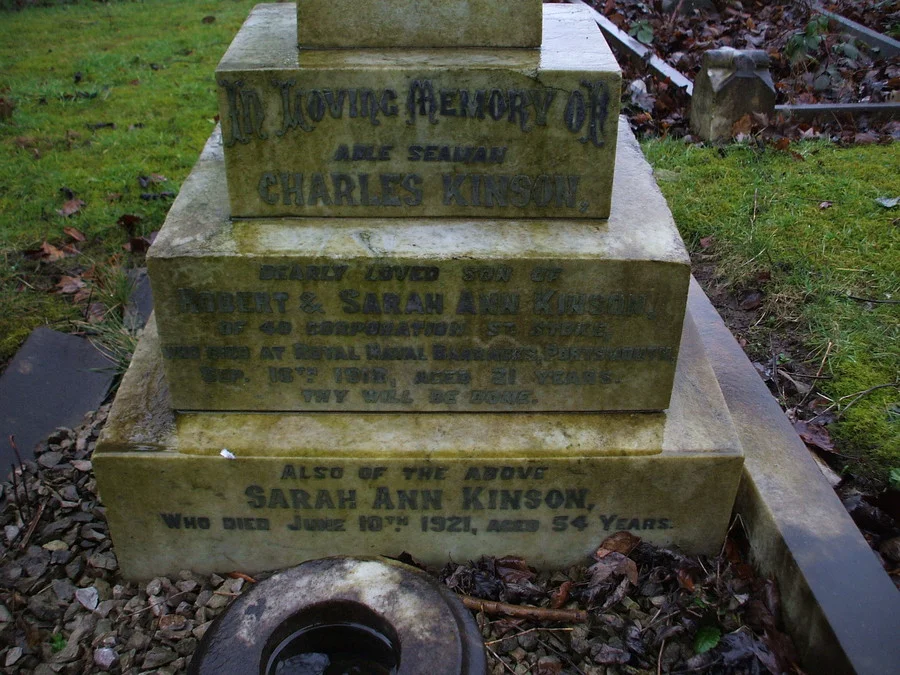 In Loving Memory of
ABLE SEAMAN
CHARLES KINSON,
DEARLY LOVED SON OF
ROBERT & SARAH ANN KINSON,
OF 40 CORPORATION ST STOKE,
WHO DIED AT ROYAL NAVAL BARRACKS, PORTSMOUTH
SEP. 18TH 1918, AGED 21 YEARS.
THY WILL BE DONE.
ALSO OF THE ABOVE
SARAH ANN KINSON,
WHO DIED JUNE 10TH 1921, AGED 54 YEARS.